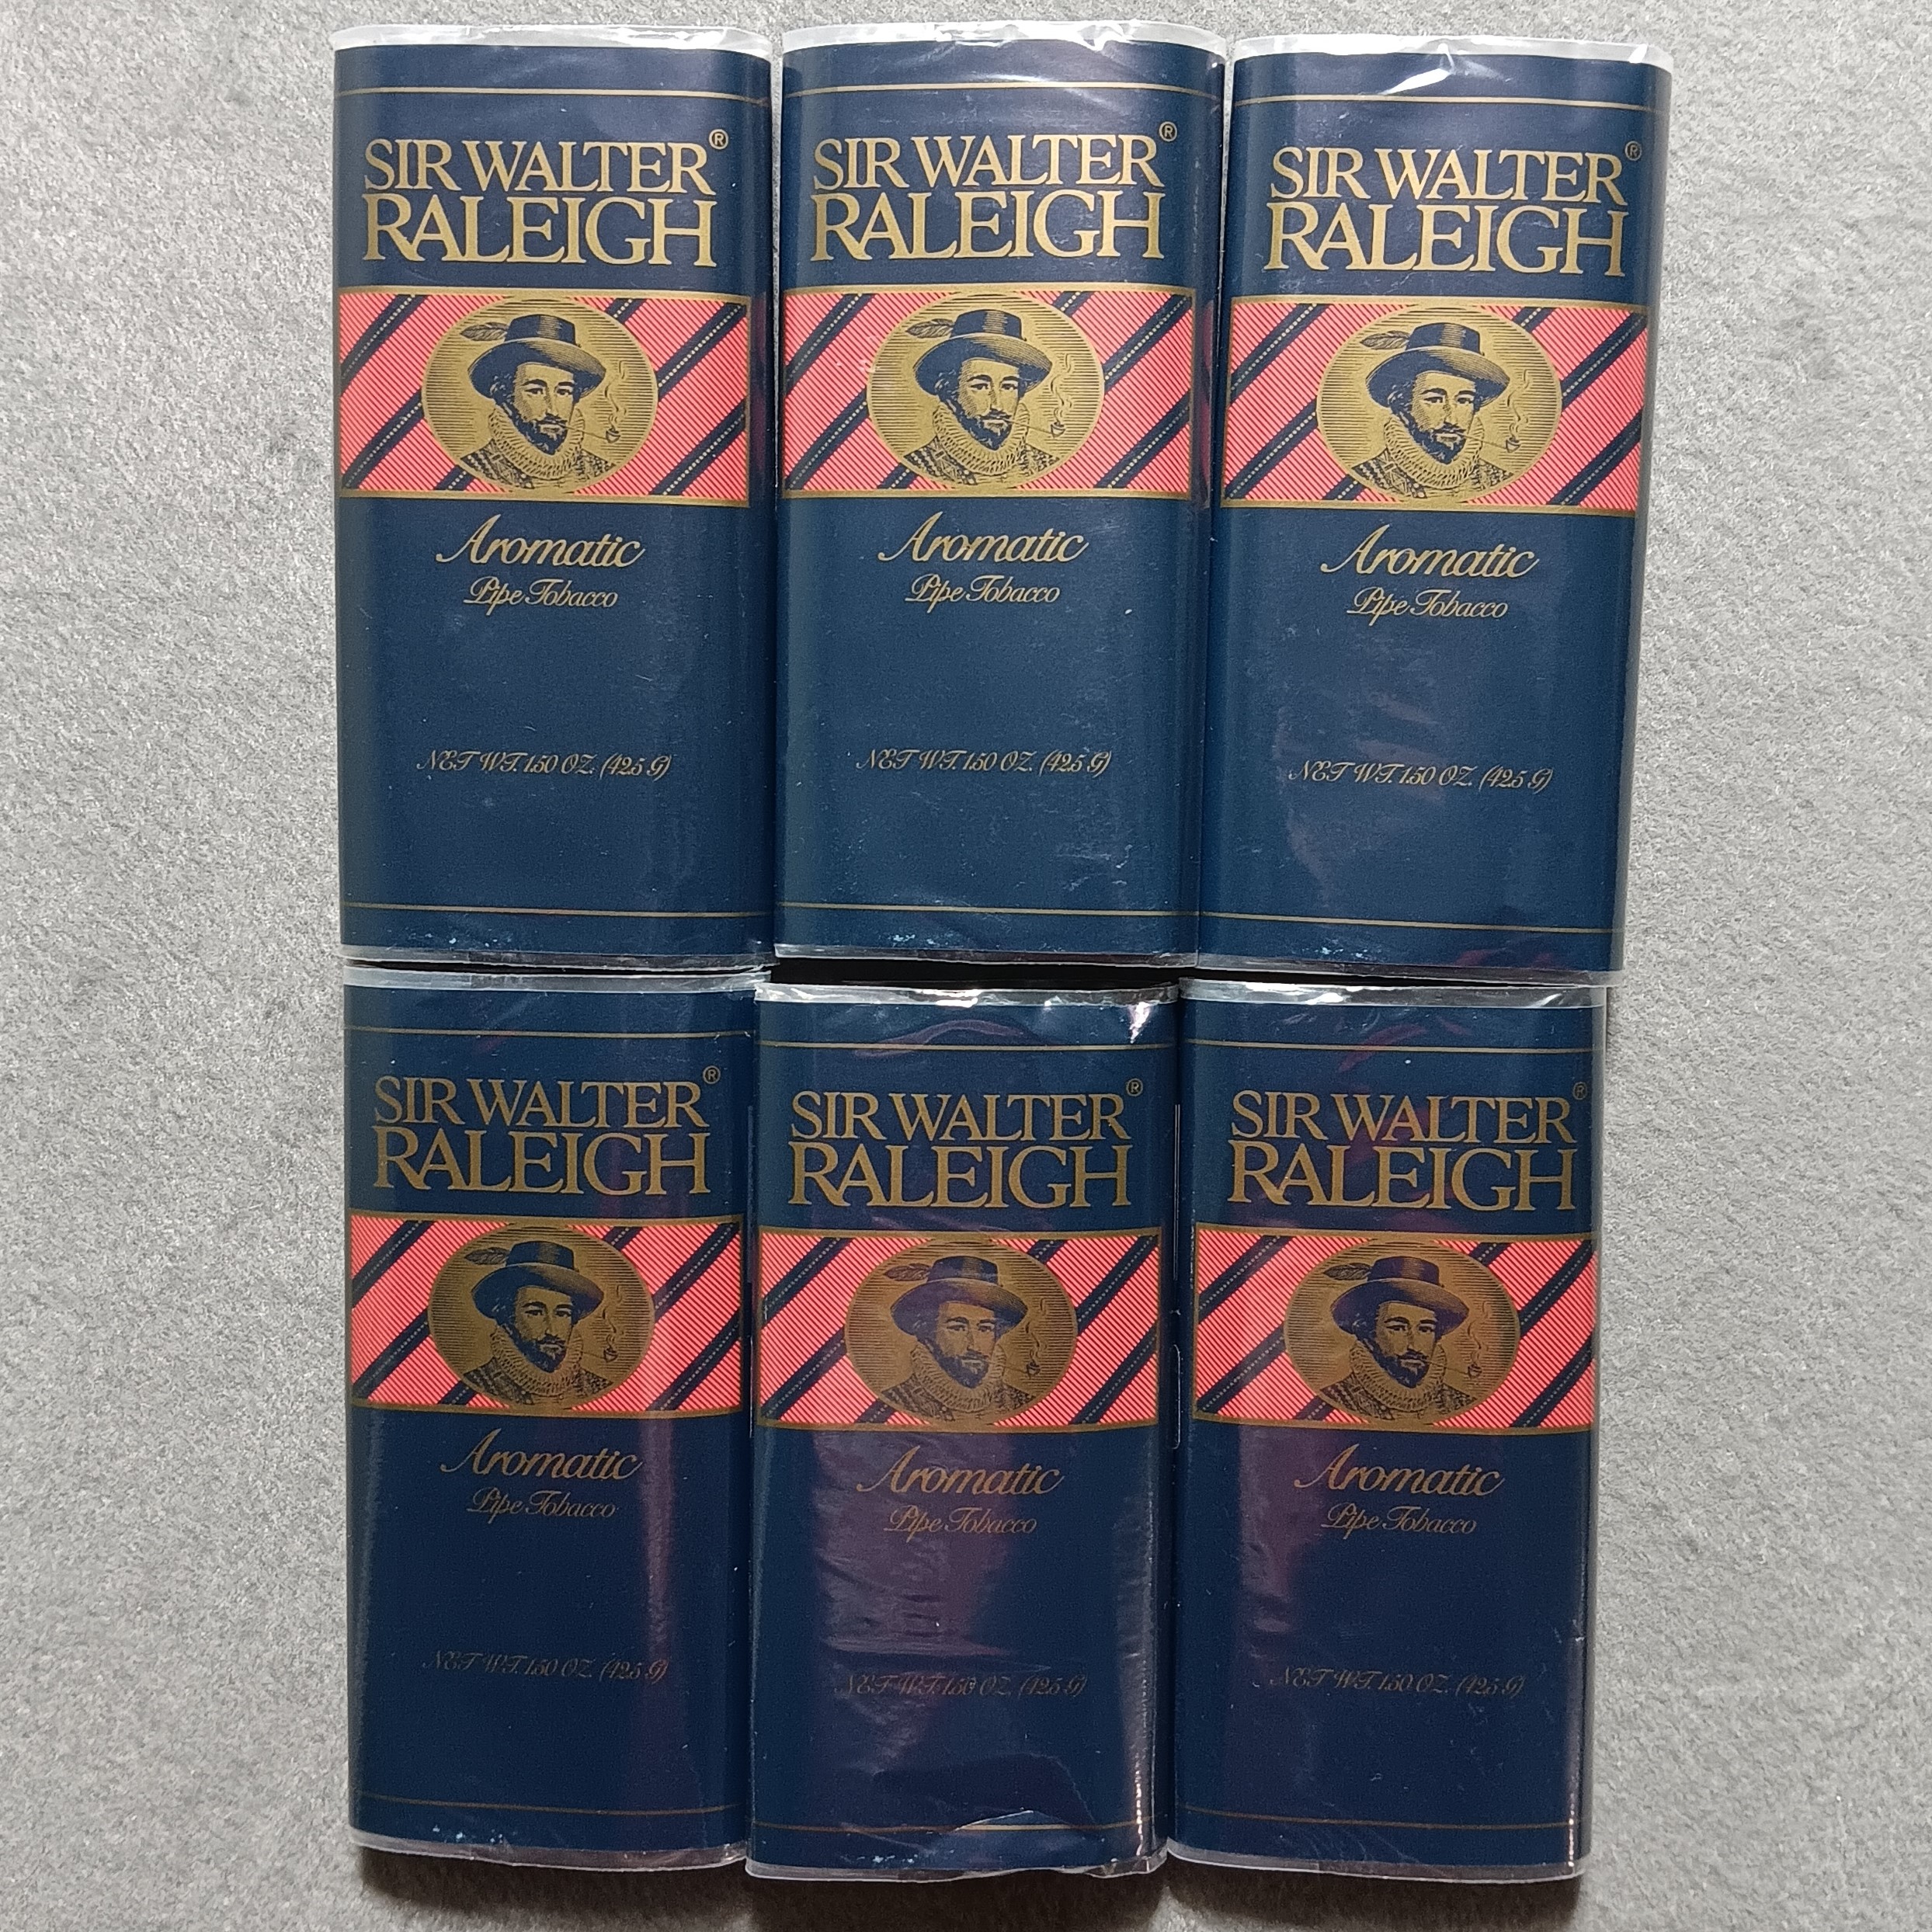 SIR WALTER®
RALEIGH
Aromatic
Pipe Tobacco
NET WT. 1.50 OZ. (42.5 G)
SIR WALTER®
RALEIGH
Aromatic
Pipe Tobacco
NET WT. 1.50 OZ. (42.5 G)
SIR WALTER®
RALEIGH
Aromatic
Pipe Tobacco
NET WT. 1.50 OZ. (42.5 G)
SIR WALTER®
RALEIGH
Aromatic
Pipe Tobacco
NET WT. 1.50 OZ. (42.5 G)
SIR WALTER®
RALEIGH
Aromatic
Pipe Tobacco
NET WT. 1.50 OZ. (42.5 G)
SIR WALTER®
RALEIGH
Aromatic
Pipe Tobacco
NET WT. 1.50 OZ. (42.5 G)